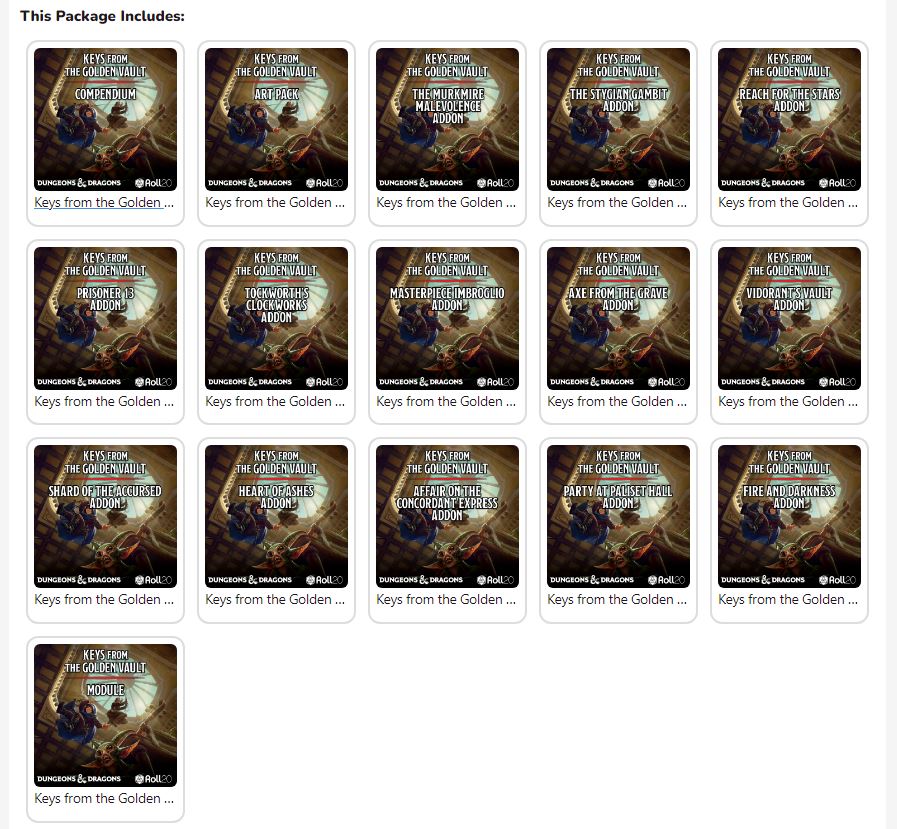 This Package Includes:
KEYS FROM
THE GOLDEN VAULT
COMPENDIUM
DUNGEONS & DRAGONS Roll20
Keys from the Golden ...
KEYS FROM
THE GOLDEN VAULT
ART PACK
DUNGEONS & DRAGONS Roll20
Keys from the Golden ...
KEYS FROM
THE GOLDEN VAULT
THE MURKMIRE
MALEVOLENCE
ADDON
DUNGEONS & DRAGONS Roll20
Keys from the Golden ...
KEYS FROM
THE GOLDEN VAULT
THE STYGIAN GAMBIT
ADDON
DUNGEONS & DRAGONS Roll20
Keys from the Golden ...
KEYS FROM
THE GOLDEN VAULT
REACH FOR THE STARS
ADDON
DUNGEONS & DRAGONS Roll20
Keys from the Golden ...
KEYS FROM
THE GOLDEN VAULT
PRISONER 13
ADDON
DUNGEONS & DRAGONS Roll20
Keys from the Golden ...
KEYS FROM
THE GOLDEN VAULT
TOCKWORTH'S
CLOCKWORKS
ADDON
DUNGEONS & DRAGONS Roll20
Keys from the Golden ...
KEYS FROM
THE GOLDEN VAULT
MASTERPIECE IMBROGLIO
ADDON
DUNGEONS & DRAGONS Roll20
Keys from the Golden ...
KEYS FROM
THE GOLDEN VAULT
AXE FROM THE GRAVE
ADDON
DUNGEONS & DRAGONS Roll20
Keys from the Golden ...
KEYS FROM
THE GOLDEN VAULT
VIDORANT'S VAULT
ADDON
DUNGEONS & DRAGONS Roll20
Keys from the Golden ...
KEYS FROM
THE GOLDEN VAULT
SHARD OF THE ACCURSED
ADDON
DUNGEONS & DRAGONS Roll20
Keys from the Golden ...
KEYS FROM
THE GOLDEN VAULT
HEART OF ASHES
ADDON
DUNGEONS & DRAGONS Roll20
Keys from the Golden ...
KEYS FROM
THE GOLDEN VAULT
AFFAIR ON THE
CONCORDANT EXPRESS
ADDON
DUNGEONS & DRAGONS Roll20
Keys from the Golden ...
KEYS FROM
THE GOLDEN VAULT
PARTY AT PALISET HALL
ADDON
DUNGEONS & DRAGONS Roll20
Keys from the Golden ...
KEYS FROM
THE GOLDEN VAULT
FIRE AND DARKNESS
ADDON
DUNGEONS & DRAGONS Roll20
Keys from the Golden ...
KEYS FROM
THE GOLDEN VAULT
MODULE
DUNGEONS & DRAGONS Roll20
Keys from the Golden ...